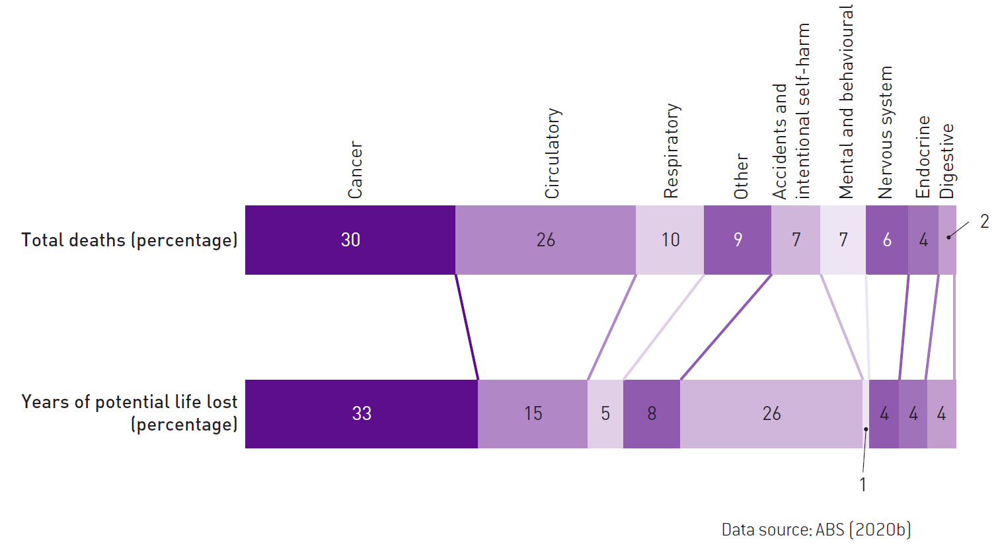 Cancer
Circulatory
Respiratory
Other
Accidents and
intentional self-harm
Mental and behavioural
Nervous system
Endocrine
Digestive
Total deaths (percentage)
30
26
10
9
7
7
6
4
2
Years of potential life lost
(percentage)
33
15
5
8
26
1
4
4
4
Data source: ABS (2020b)